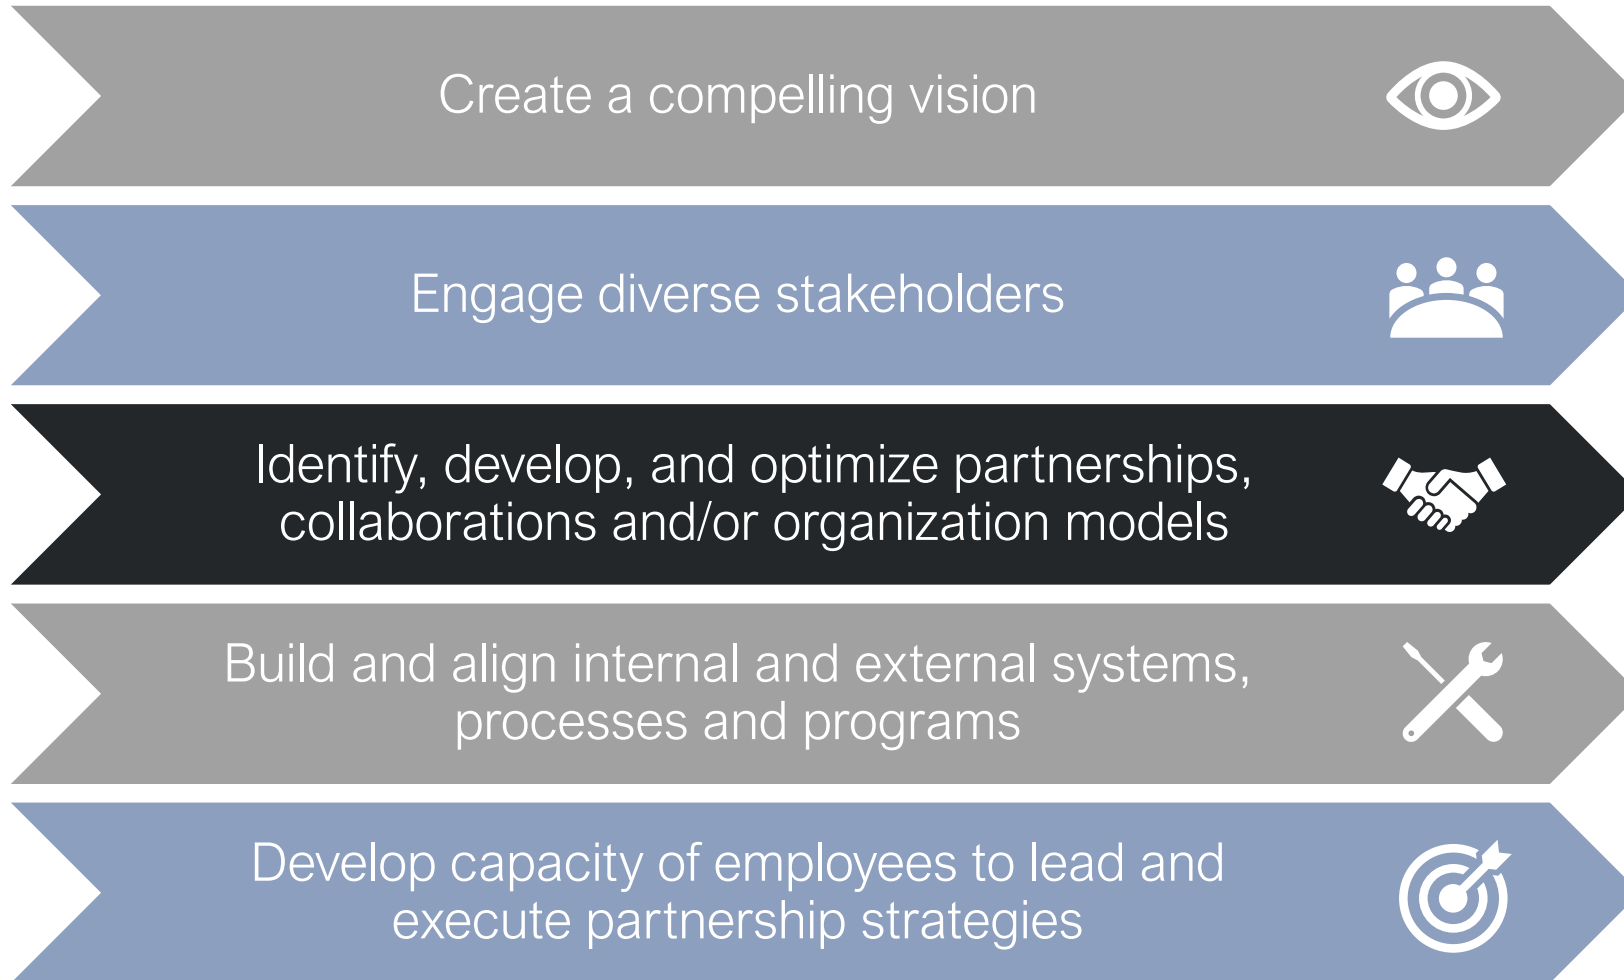 Create a compelling vision
Engage diverse stakeholders
Identify, develop, and optimize partnerships,
collaborations and/or organization models
Build and align internal and external systems,
processes and programs
Develop capacity of employees to lead and
execute partnership strategies